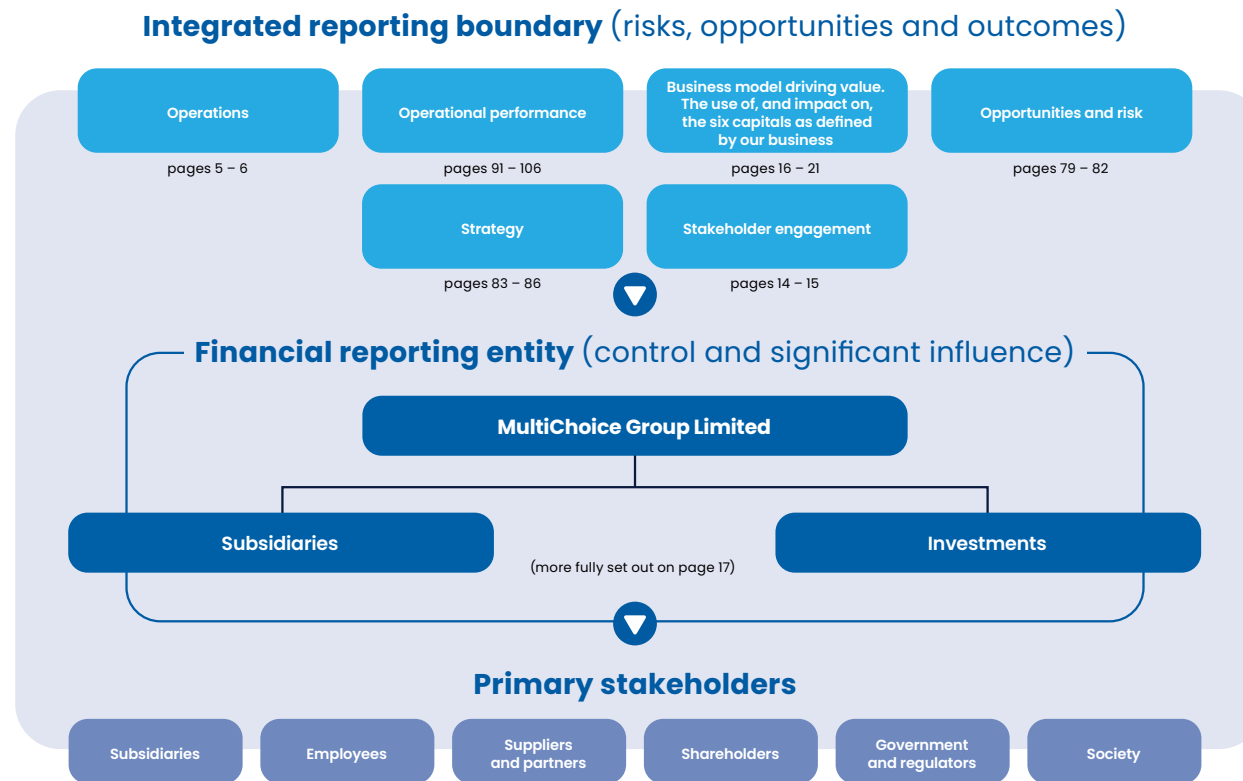 Integrated reporting boundary (risks, opportunities and outcomes)
Operations
pages 5 – 6
Operational performance
pages 91 – 106
Business model driving value.
The use of, and impact on,
the six capitals as defined
by our business
pages 16 – 21
Opportunities and risk
pages 79 – 82
Strategy
pages 83 – 86
Stakeholder engagement
pages 14 – 15
Financial reporting entity (control and significant influence)
MultiChoice Group Limited
Subsidiaries
Investments
(more fully set out on page 17)
Primary stakeholders
Subsidiaries
Employees
Suppliers
and partners
Shareholders
Government
and regulators
Society